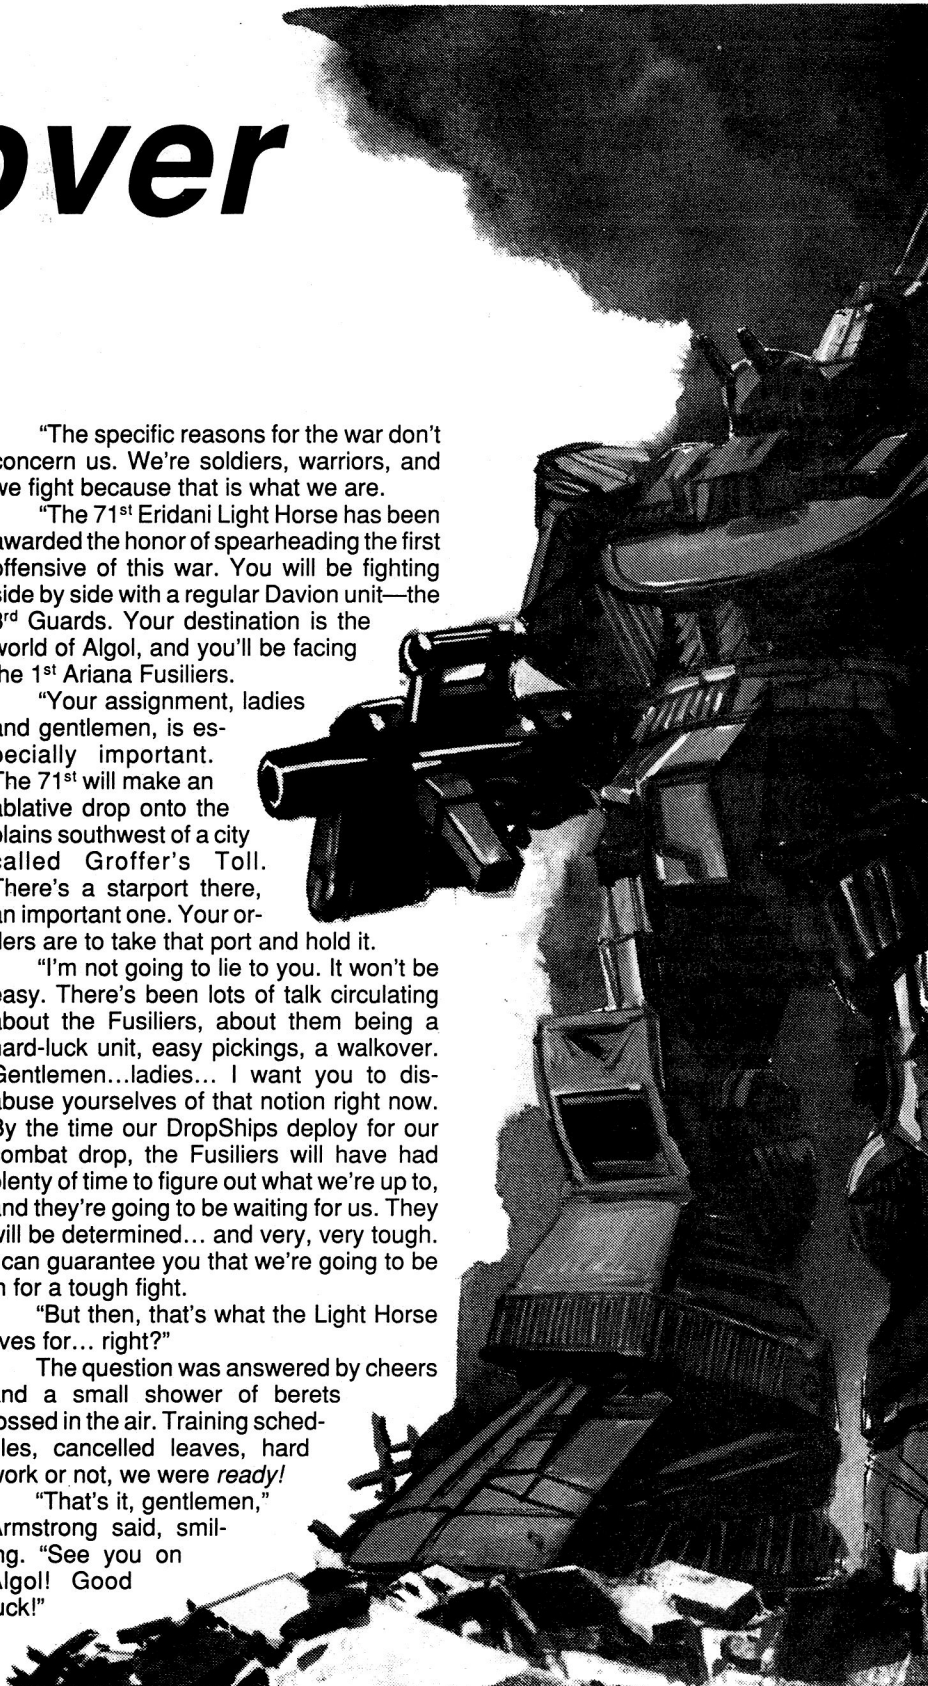 over
“The specific reasons for the war don’t
concern us. We’re soldiers, warriors, and
we fight because that is what we are.
“The 71st Eridani Light Horse has been
awarded the honor of spearheading the first
offensive of this war. You will be fighting
side by side with a regular Davion unit—the
3rd Guards. Your destination is the
world of Algol, and you’ll be facing
the 1st Ariana Fusiliers.
“Your assignment, ladies
and gentlemen, is es-
pecially important.
The 71st will make an
ablative drop onto the
plains southwest of a city
called Groffer’s Toll.
There’s a starport there,
an important one. Your or-
ders are to take that port and hold it.
“I’m not going to lie to you. It won’t be
easy. There’s been lots of talk circulating
about the Fusiliers, about them being a
hard-luck unit, easy pickings, a walkover.
Gentlemen...ladies... I want you to dis-
abuse yourselves of that notion right now.
By the time our DropShips deploy for our
combat drop, the Fusiliers will have had
plenty of time to figure out what we’re up to,
and they’re going to be waiting for us. They
will be determined... and very, very tough.
can guarantee you that we’re going to be
n for a tough fight.
“But then, that’s what the Light Horse
ives for... right?”
The question was answered by cheers
and a small shower of berets
ossed in the air. Training sched-
les, cancelled leaves, hard
work or not, we were ready!
“That’s it, gentlemen,”
Armstrong said, smil-
ng. “See you on
Algol! Good
uck!”